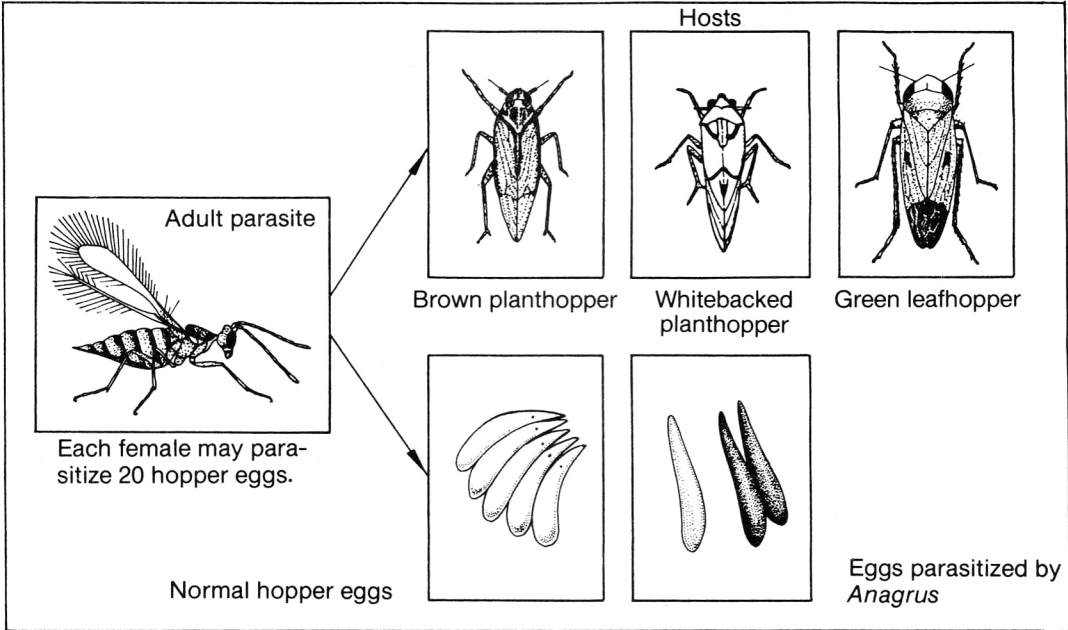 Hosts
Adult parasite
Brown planthopper
Whitebacked
planthopper
Green leafhopper
Each female may para-
sitize 20 hopper eggs.
Normal hopper eggs
Eggs parasitized by
Anagrus